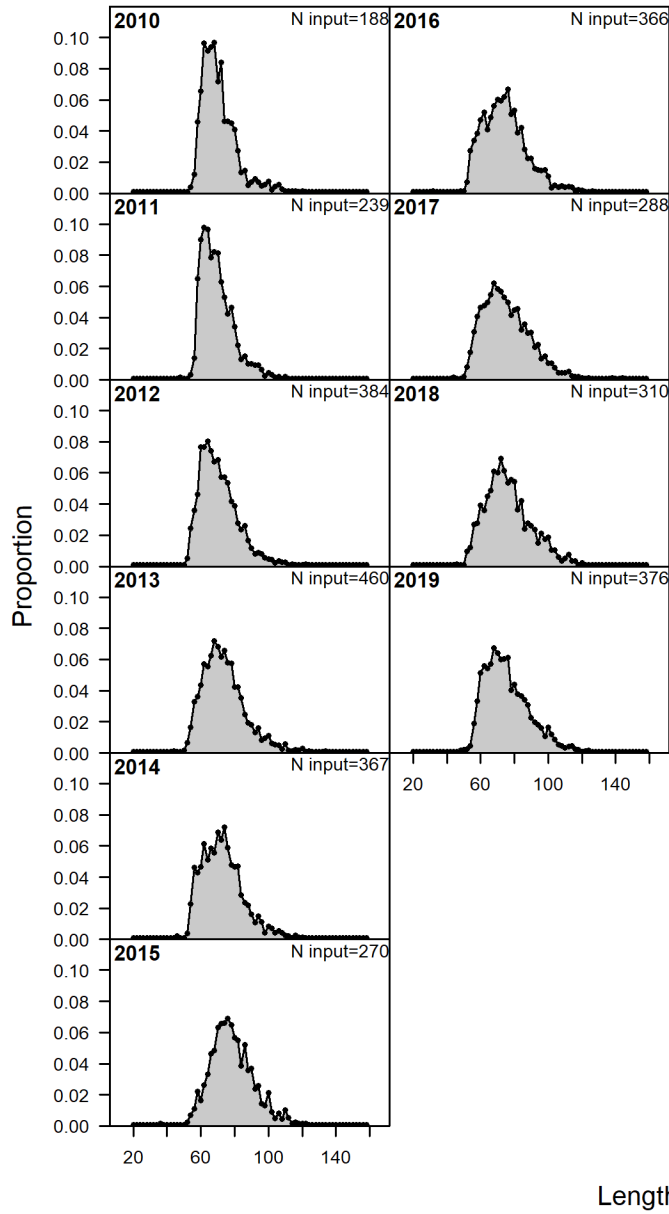 2010 N input=188
0.10
0.08
0.06
0.04
0.02
0.00
2016 N input=366
2011 N input=239
0.10
0.08
0.06
0.04
0.02
0.00
2017 N input=288
2012 N input=384
0.10
0.08
0.06
0.04
0.02
0.00
2018 N input=310
2013 N input=460
0.10
0.08
0.06
0.04
0.02
0.00
2019 N input=376
20 60 100 140
2014 N input=367
0.10
0.08
0.06
0.04
0.02
0.00
2015 N input=270
0.10
0.08
0.06
0.04
0.02
0.00
20 60 100 140
Proportion
Length